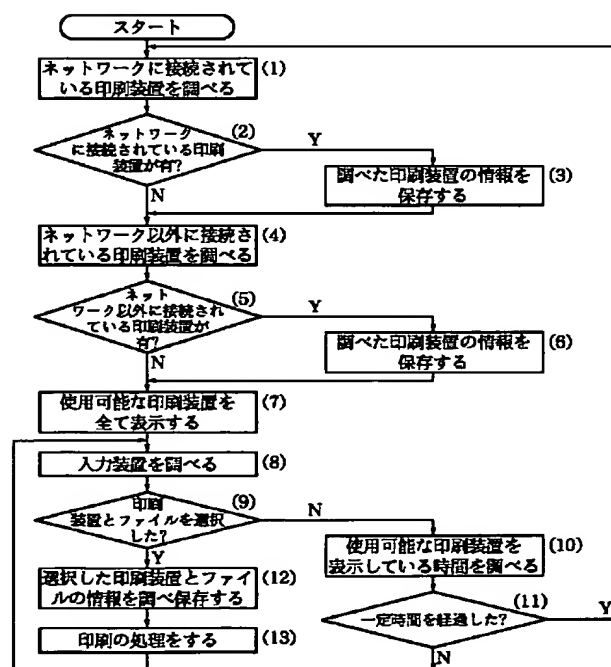 スタート
ネットワークに接続されて
いる印刷装置を調べる
(1)
ネットワーク
に接続されている印刷
装置が有?
(2)
Y
N
調べた印刷装置の情報を
保存する
(3)
ネットワーク以外に接続さ
れている印刷装置を調べる
(4)
ネット
ワーク以外に接続され
ている印刷装置が
有?
(5)
Y
N
調べた印刷装置の情報を
保存する
(6)
使用可能な印刷装置を
全て表示する
(7)
入力装置を調べる
(8)
印刷
装置とファイルを選択
した?
(9)
N
Y
使用可能な印刷装置を
表示している時間を調べる
(10)
一定時間を経過した?
(11)
Y
N
選択した印刷装置とファイ
ルの情報を調べ保存する
(12)
印刷の処理をする
(13)